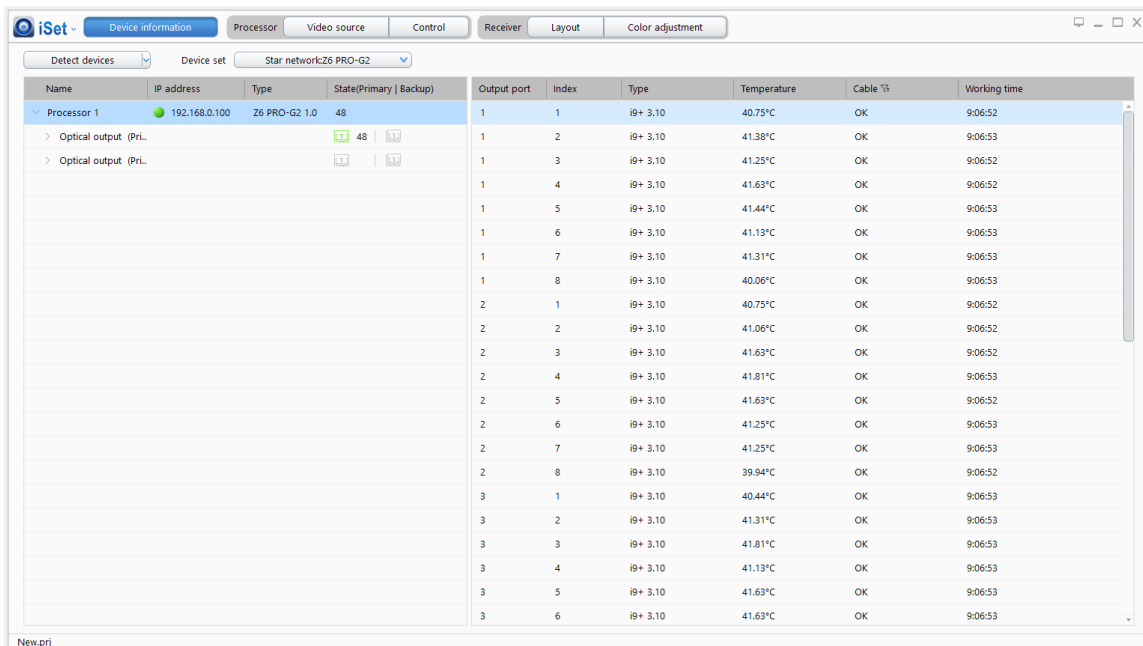 iSet Device information Processor Video source Control Receiver Layout Color adjustment
Detect devices Device set Star network:Z6 PRO-G2
Name IP address Type State(Primary | Backup) Output port Index Type Temperature Cable Working time
Processor 1 192.168.0.100 Z6 PRO-G2 1.0 48 1 1 i9+ 3.10 40.75°C OK 9:06:52
Optical output (Pri.. 48 1 2 i9+ 3.10 41.38°C OK 9:06:53
Optical output (Pri.. 1 3 i9+ 3.10 41.25°C OK 9:06:52
1 4 i9+ 3.10 41.63°C OK 9:06:52
1 5 i9+ 3.10 41.44°C OK 9:06:53
1 6 i9+ 3.10 41.13°C OK 9:06:53
1 7 i9+ 3.10 41.31°C OK 9:06:53
1 8 i9+ 3.10 40.06°C OK 9:06:53
2 1 i9+ 3.10 40.75°C OK 9:06:52
2 2 i9+ 3.10 41.06°C OK 9:06:52
2 3 i9+ 3.10 41.63°C OK 9:06:52
2 4 i9+ 3.10 41.81°C OK 9:06:53
2 5 i9+ 3.10 41.63°C OK 9:06:52
2 6 i9+ 3.10 41.25°C OK 9:06:53
2 7 i9+ 3.10 41.25°C OK 9:06:53
2 8 i9+ 3.10 39.94°C OK 9:06:52
3 1 i9+ 3.10 40.44°C OK 9:06:53
3 2 i9+ 3.10 41.31°C OK 9:06:53
3 3 i9+ 3.10 41.81°C OK 9:06:53
3 4 i9+ 3.10 41.13°C OK 9:06:53
3 5 i9+ 3.10 41.63°C OK 9:06:53
3 6 i9+ 3.10 41.63°C OK 9:06:53
New.pri